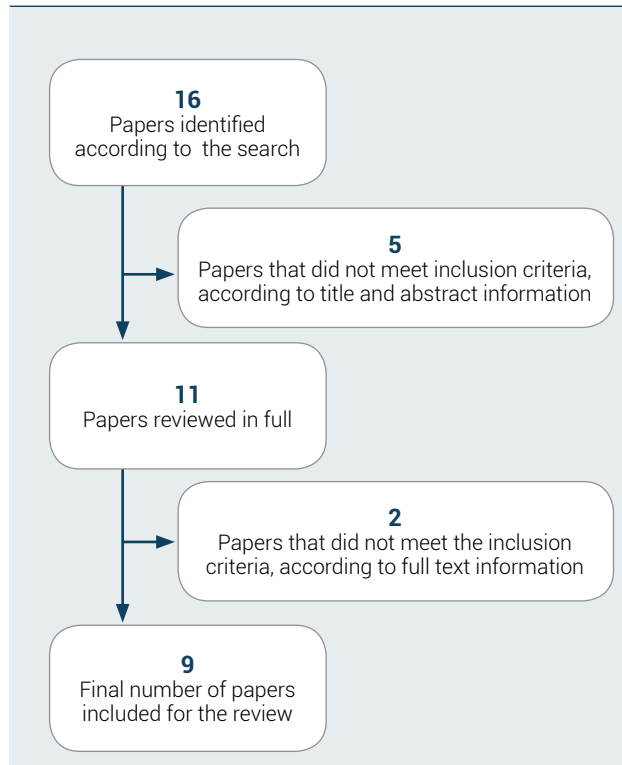 16
Papers identified
according to the search
5
Papers that did not meet inclusion criteria,
according to title and abstract information
11
Papers reviewed in full
2
Papers that did not meet the inclusion
criteria, according to full text information
9
Final number of papers
included for the review